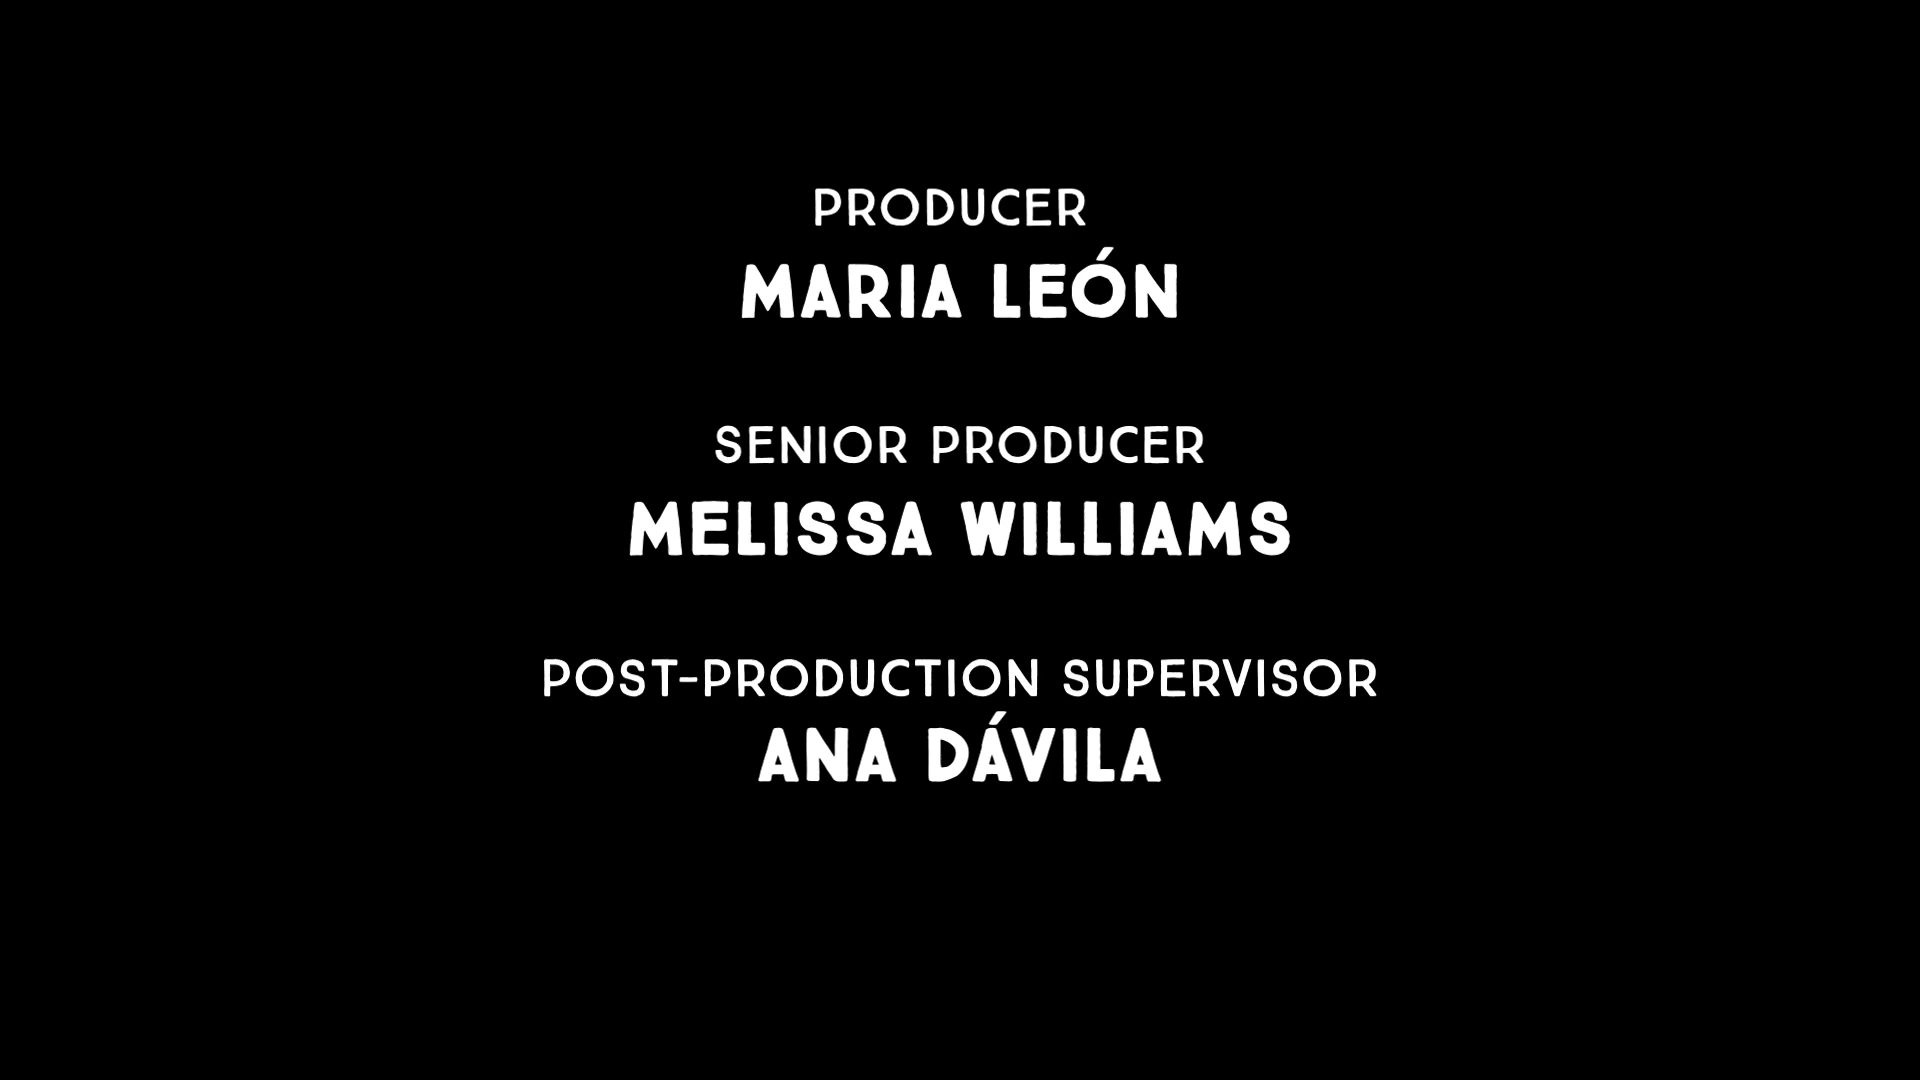 PRODUCER
MARIA LEÓN
SENIOR PRODUCER
MELISSA WILLIAMS
POST-PRODUCTION SUPERVISOR
ANA DÁVILA